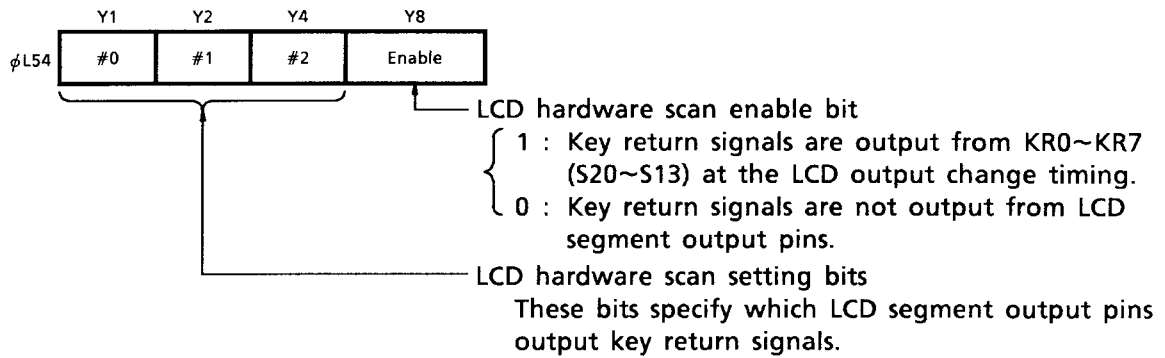 Y1 Y2 Y4 Y8
φL54 #0 #1 #2 Enable
LCD hardware scan enable bit
1 : Key return signals are output from KR0~KR7
(S20~S13) at the LCD output change timing.
0 : Key return signals are not output from LCD
segment output pins.
LCD hardware scan setting bits
These bits specify which LCD segment output pins
output key return signals.